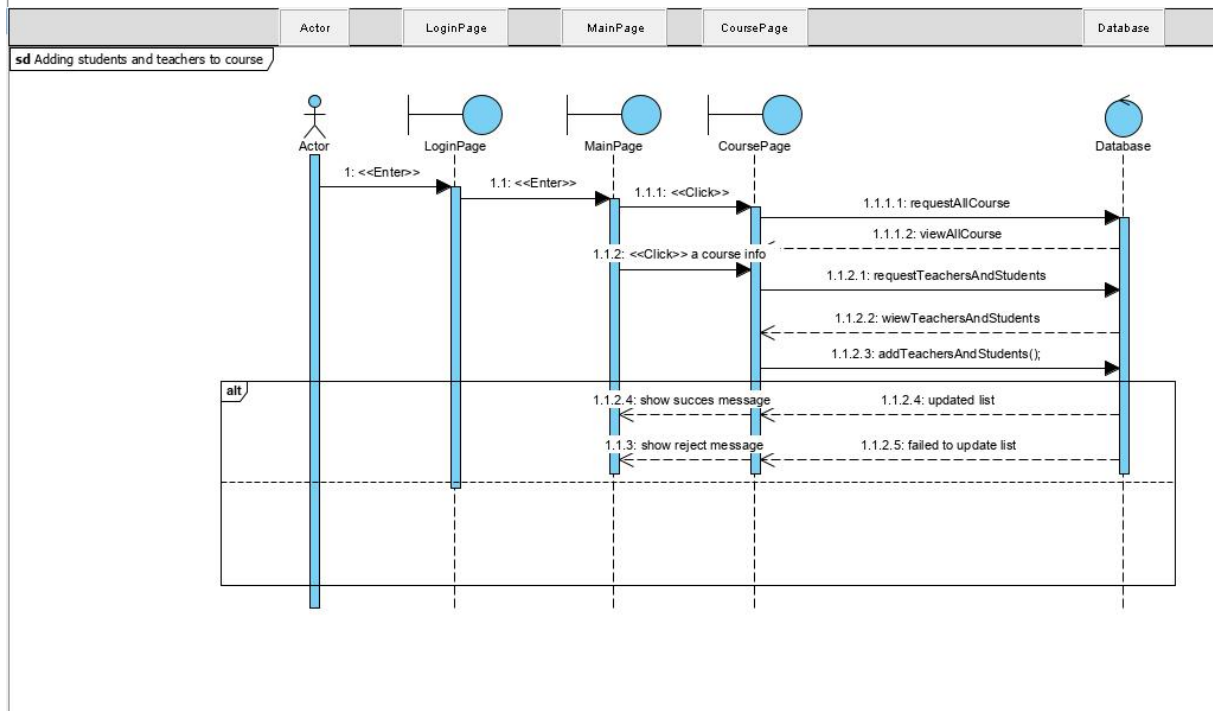 Actor LoginPage MainPage CoursePage Database
sd Adding students and teachers to course
Actor LoginPage MainPage CoursePage Database
1: <<Enter>>
1.1: <<Enter>>
1.1.1: <<Click>>
1.1.1.1: requestAllCourse
1.1.1.2: viewAllCourse
1.1.2: <<Click>> a course info
1.1.2.1: requestTeachersAndStudents
1.1.2.2: wiewTeachersAndStudents
1.1.2.3: addTeachersAndStudents();
alt
1.1.2.4: show succes message
1.1.2.4: updated list
1.1.3: show reject message
1.1.2.5: failed to update list